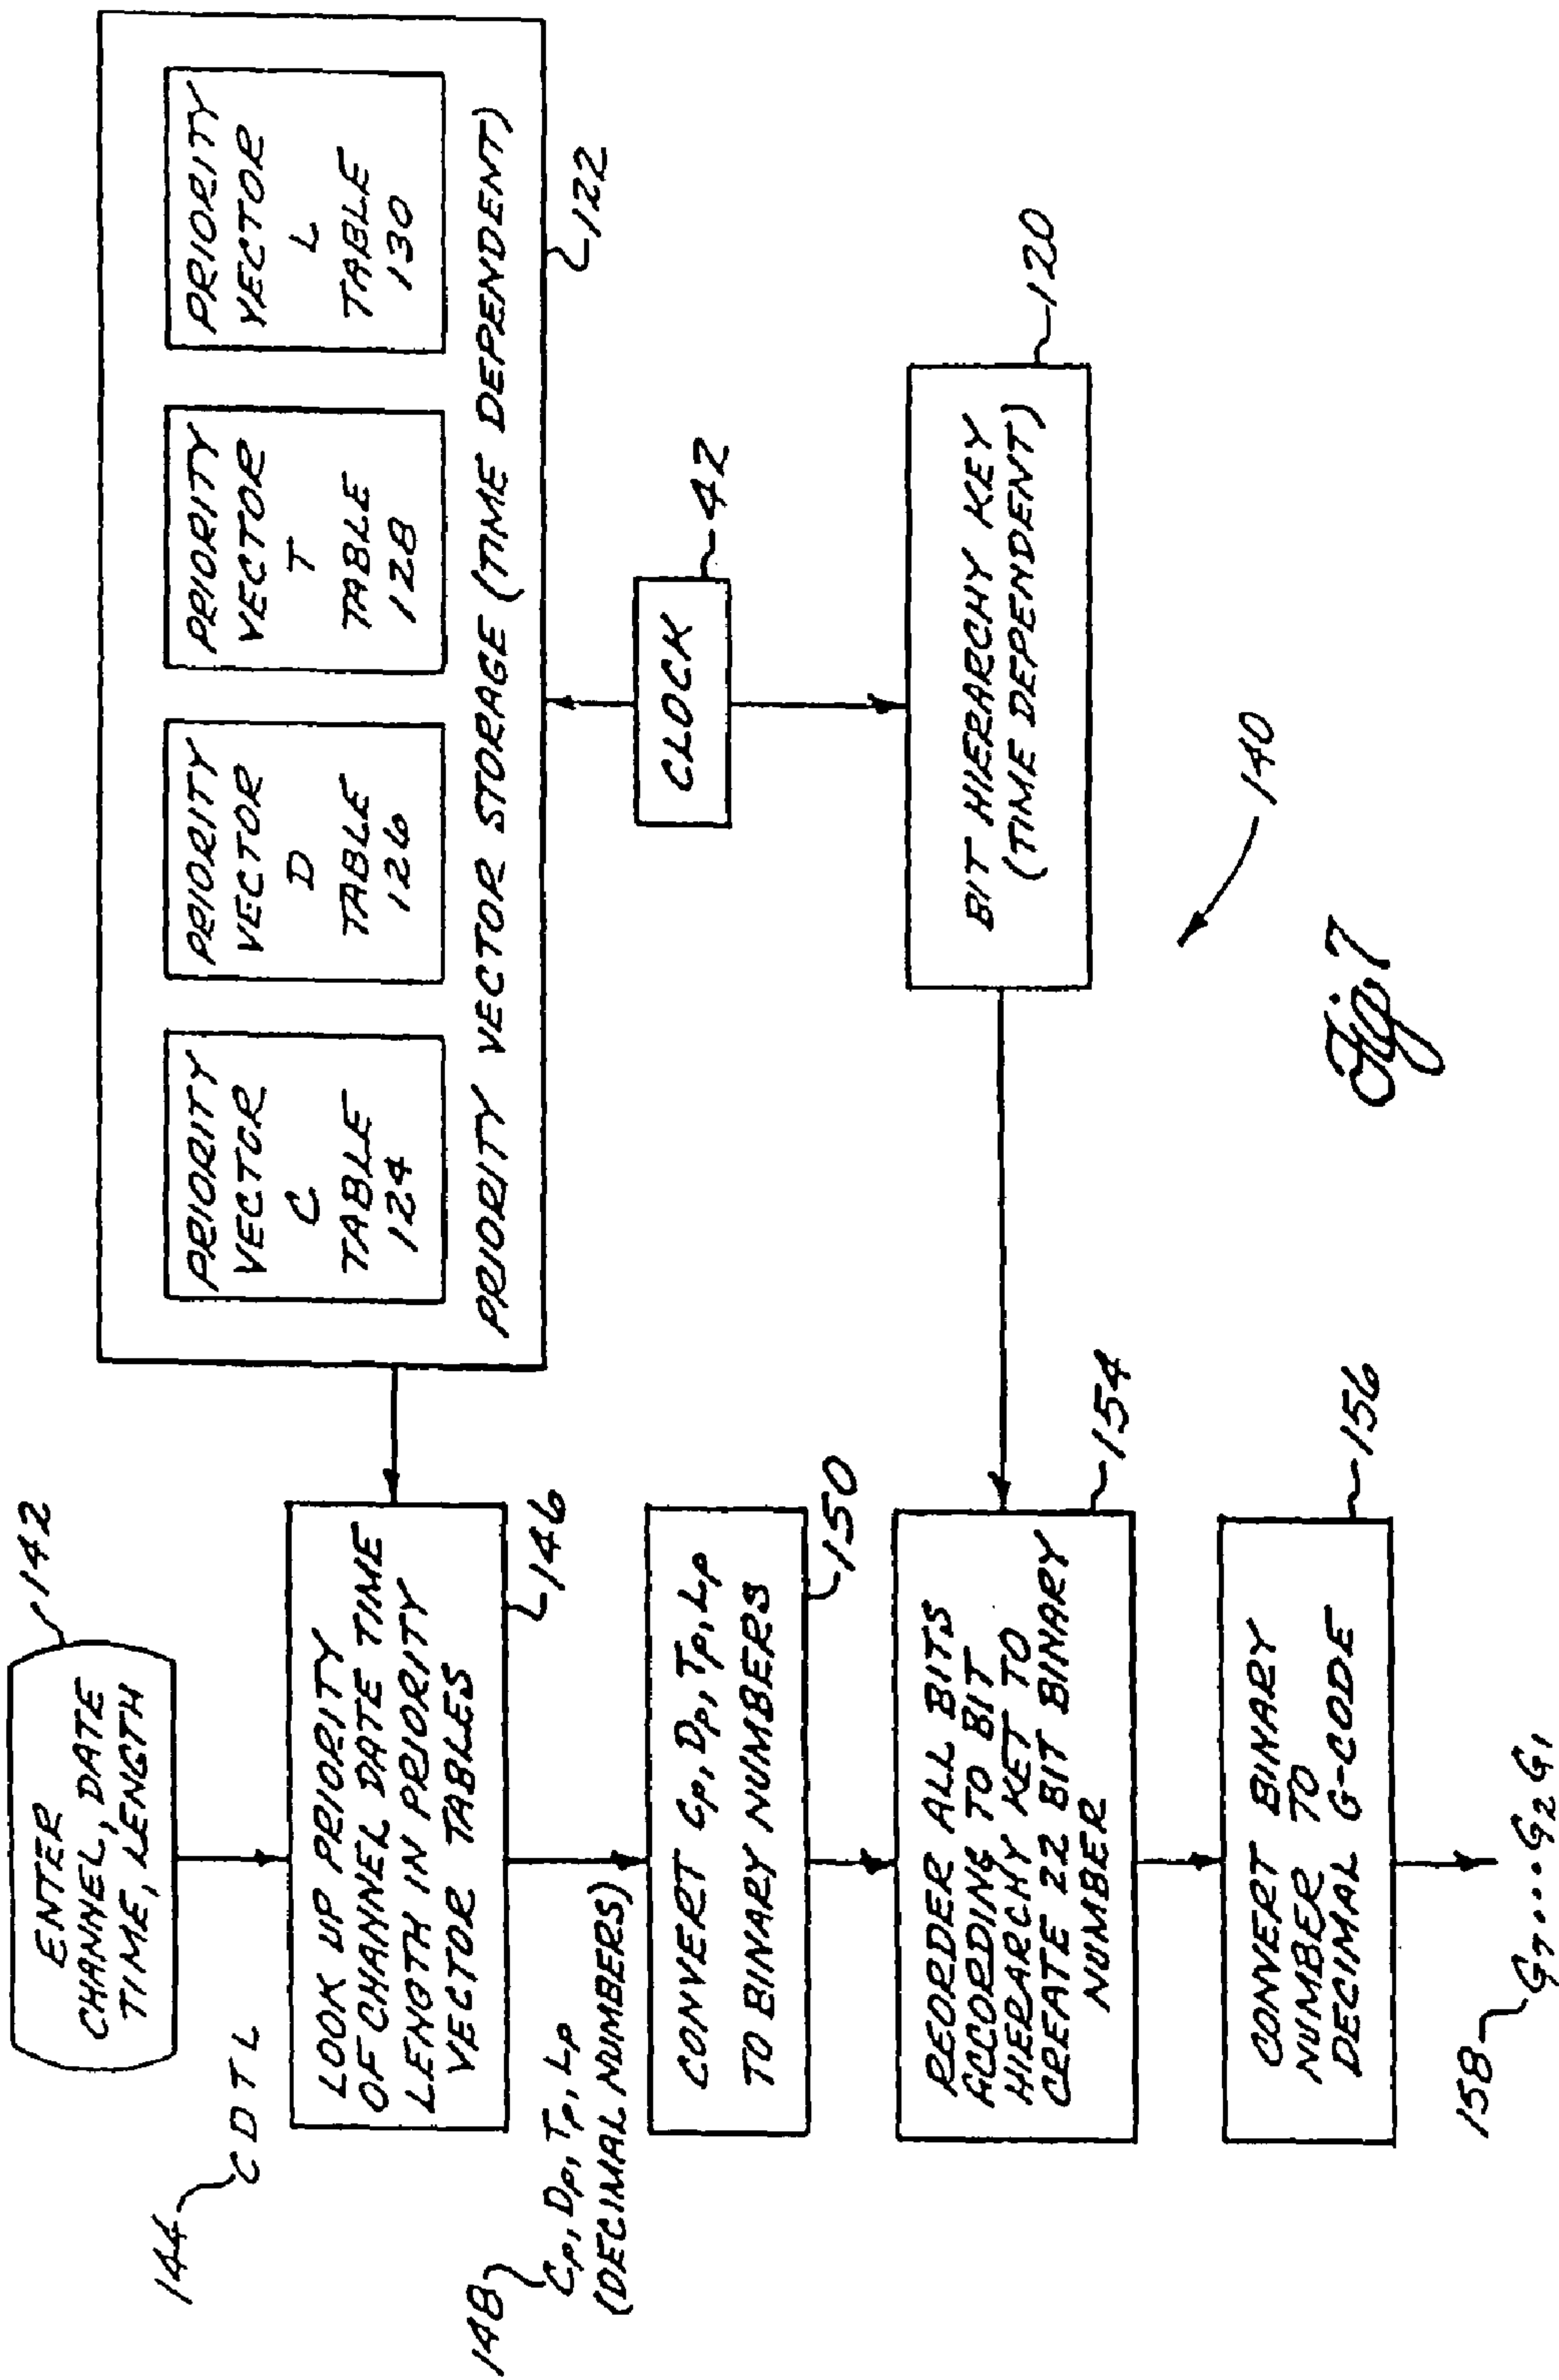 ENTER
CHANNEL, DATE
TIME, LENGTH
142
144
C D T L
LOOK UP PRIORITY
OF CHANNEL DATE TIME
LENGTH IN PRIORITY
VECTOR TABLES
146
148
Cp, Dp, Tp, Lp
(DECIMAL NUMBERS)
CONVERT Cp, Dp, Tp, Lp
TO BINARY NUMBERS
150
REORDER ALL BITS
ACCORDING TO BIT
HIERARCHY KET TO
CREATE 22 BIT BINARY
NUMBER
154
CONVERT BINARY
NUMBER TO
DECIMAL G-CODE
156
158
G7....G2 G1
PRIORITY
VECTOR
C
TABLE
124
PRIORITY
VECTOR
D
TABLE
126
PRIORITY
VECTOR
T
TABLE
128
PRIORITY
VECTOR
L
TABLE
130
PRIORITY VECTOR STORAGE (TIME DEPENDENT)
122
CLOCK
42
BIT HIERARCHY KEY
(TIME DEPENDENT)
120
140
Fig. 7